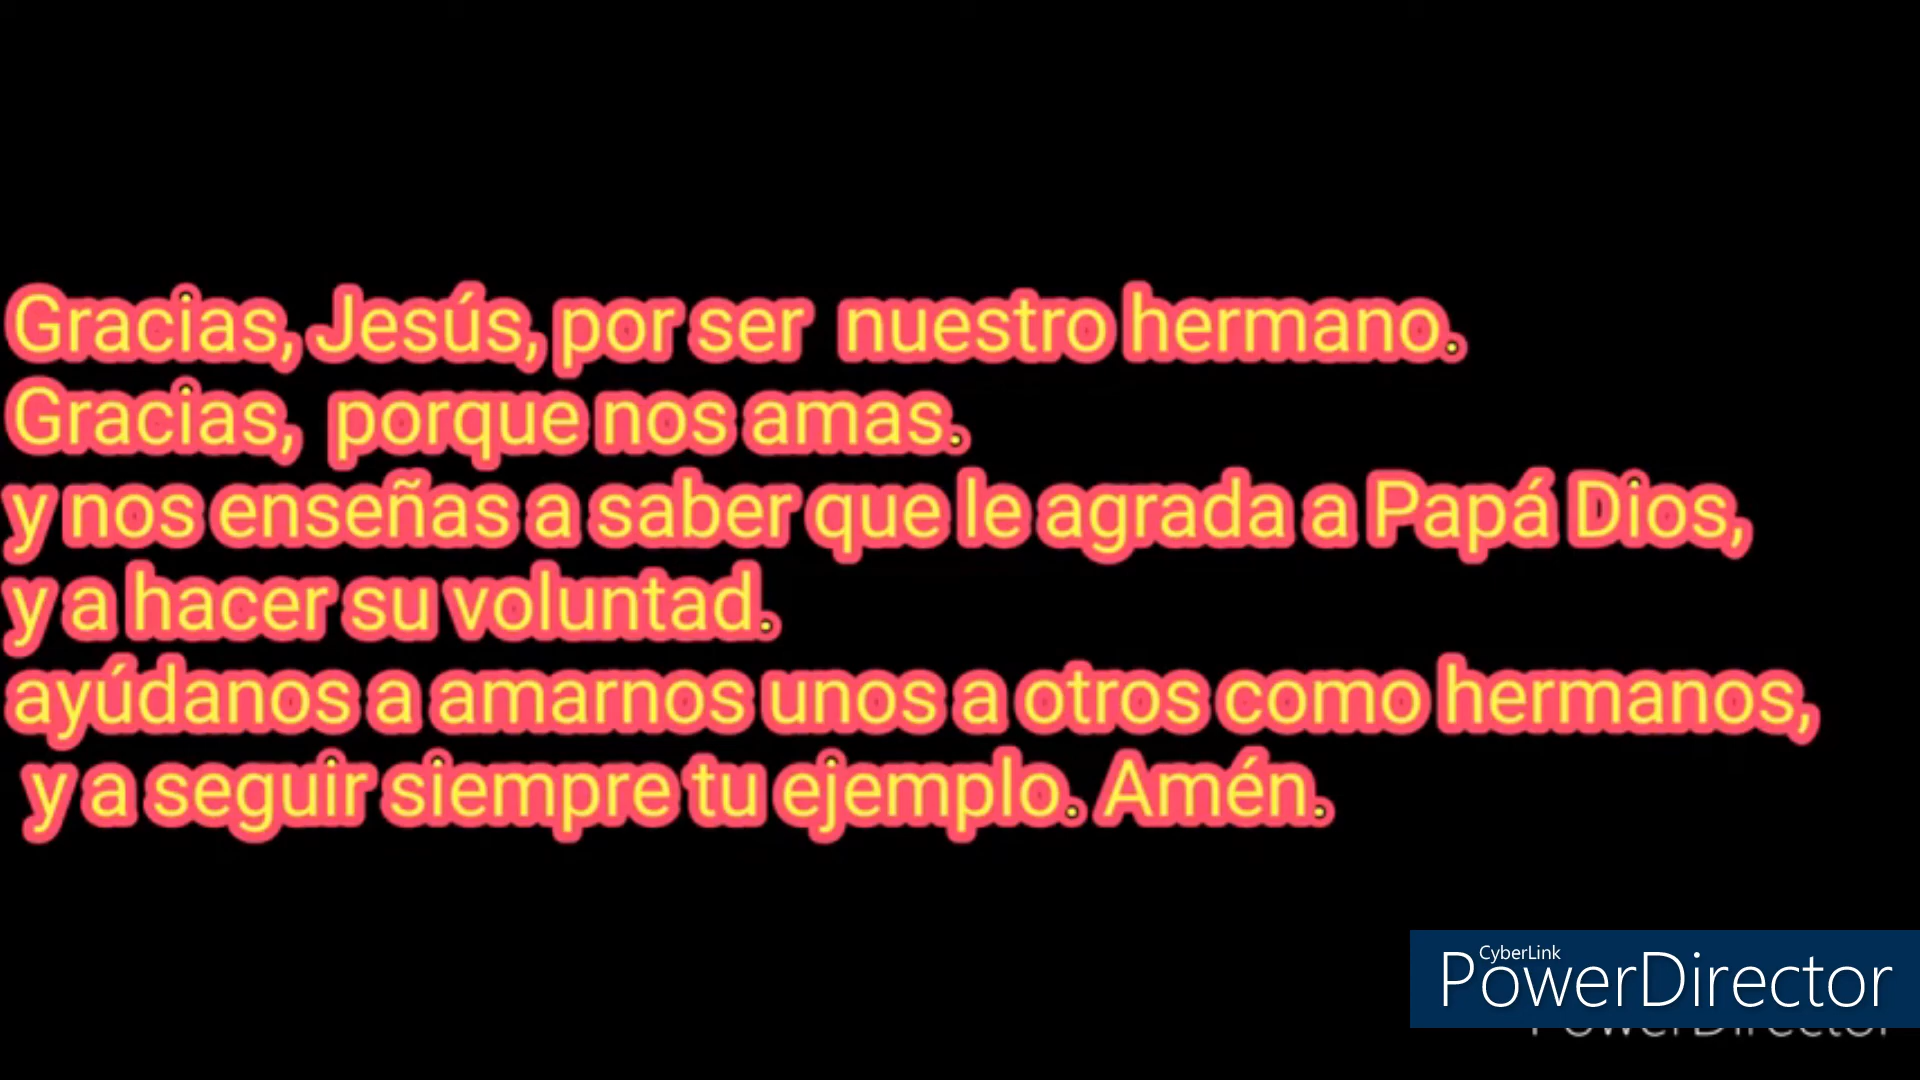 Gracias, Jesús, por ser nuestro hermano.
Gracias, porque nos amas.
y nos enseñas a saber que le agrada a Papá Dios,
y a hacer su voluntad.
ayúdanos a amarnos unos a otros como hermanos,
y a seguir siempre tu ejemplo. Amén.
CyberLink
PowerDirector
PowerDirector